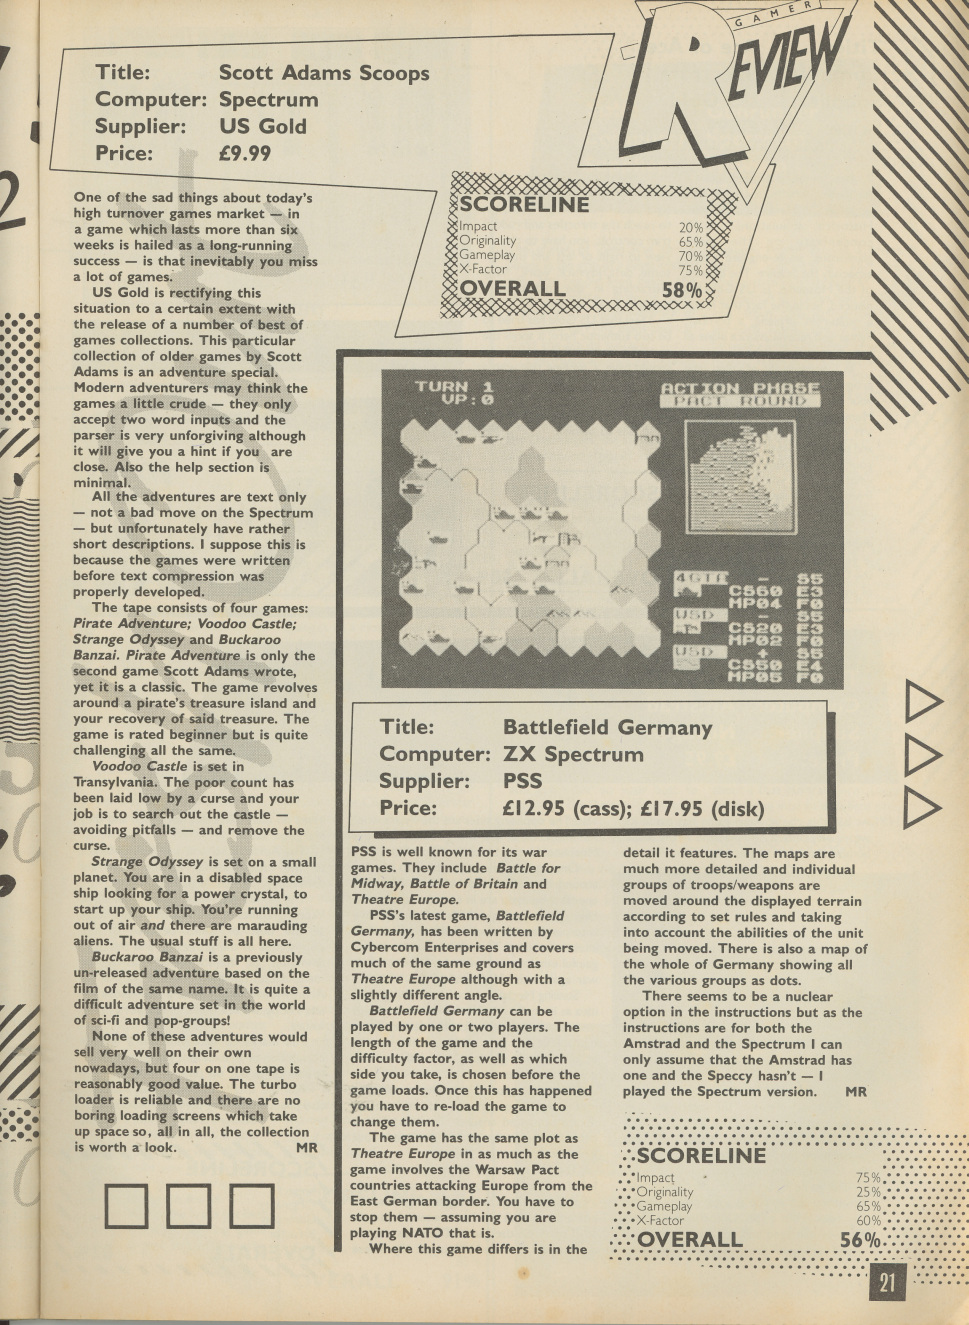 GAMER
REVIEW
Title: Scott Adams Scoops
Computer: Spectrum
Supplier: US Gold
Price: £9.99
SCORELINE
Impact 20%
Originality 65%
Gameplay 70%
X-Factor 75%
OVERALL 58%
One of the sad things about today's
high turnover games market — in
a game which lasts more than six
weeks is hailed as a long-running
success — is that inevitably you miss
a lot of games.
US Gold is rectifying this
situation to a certain extent with
the release of a number of best of
games collections. This particular
collection of older games by Scott
Adams is an adventure special.
Modern adventurers may think the
games a little crude — they only
accept two word inputs and the
parser is very unforgiving although
it will give you a hint if you are
close. Also the help section is
minimal.
All the adventures are text only
— not a bad move on the Spectrum
— but unfortunately have rather
short descriptions. I suppose this is
because the games were written
before text compression was
properly developed.
The tape consists of four games:
Pirate Adventure; Voodoo Castle;
Strange Odyssey and Buckaroo
Banzai. Pirate Adventure is only the
second game Scott Adams wrote,
yet it is a classic. The game revolves
around a pirate's treasure island and
your recovery of said treasure. The
game is rated beginner but is quite
challenging all the same.
Voodoo Castle is set in
Transylvania. The poor count has
been laid low by a curse and your
job is to search out the castle —
avoiding pitfalls — and remove the
curse.
Strange Odyssey is set on a small
planet. You are in a disabled space
ship looking for a power crystal, to
start up your ship. You're running
out of air and there are marauding
aliens. The usual stuff is all here.
Buckaroo Banzai is a previously
un-released adventure based on the
film of the same name. It is quite a
difficult adventure set in the world
of sci-fi and pop-groups!
None of these adventures would
sell very well on their own
nowadays, but four on one tape is
reasonably good value. The turbo
loader is reliable and there are no
boring loading screens which take
up space so, all in all, the collection
is worth a look. MR
TURN 1
VP:0
ACTION PHASE
PACT ROUND
4GTA - S5
CS60 E3
MP04 F0
USD - S5
CS20 E3
MP02 F0
USD + S5
CS50 E4
MP05 F0
Title: Battlefield Germany
Computer: ZX Spectrum
Supplier: PSS
Price: £12.95 (cass); £17.95 (disk)
PSS is well known for its war
games. They include Battle for
Midway, Battle of Britain and
Theatre Europe.
PSS's latest game, Battlefield
Germany, has been written by
Cybercom Enterprises and covers
much of the same ground as
Theatre Europe although with a
slightly different angle.
Battlefield Germany can be
played by one or two players. The
length of the game and the
difficulty factor, as well as which
side you take, is chosen before the
game loads. Once this has happened
you have to re-load the game to
change them.
The game has the same plot as
Theatre Europe in as much as the
game involves the Warsaw Pact
countries attacking Europe from the
East German border. You have to
stop them — assuming you are
playing NATO that is.
Where this game differs is in the
detail it features. The maps are
much more detailed and individual
groups of troops/weapons are
moved around the displayed terrain
according to set rules and taking
into account the abilities of the unit
being moved. There is also a map of
the whole of Germany showing all
the various groups as dots.
There seems to be a nuclear
option in the instructions but as the
instructions are for both the
Amstrad and the Spectrum I can
only assume that the Amstrad has
one and the Speccy hasn't — I
played the Spectrum version. MR
SCORELINE
Impact 75%
Originality 25%
Gameplay 65%
X-Factor 60%
OVERALL 56%
21